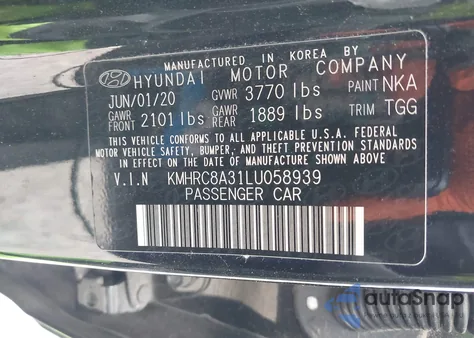 MANUFACTURED IN KOREA BY
HYUNDAI MOTOR COMPANY
JUN/01/20 GVWR 3770 lbs PAINT NKA
GAWR FRONT 2101 lbs GAWR REAR 1889 lbs TRIM TGG
THIS VEHICLE CONFORMS TO ALL APPLICABLE U.S.A. FEDERAL
MOTOR VEHICLE SAFETY, BUMPER, AND THEFT PREVENTION STANDARDS
IN EFFECT ON THE DATE OF MANUFACTURE SHOWN ABOVE
V.I.N KMHRC8A31LU058939
PASSENGER CAR
autoSnap